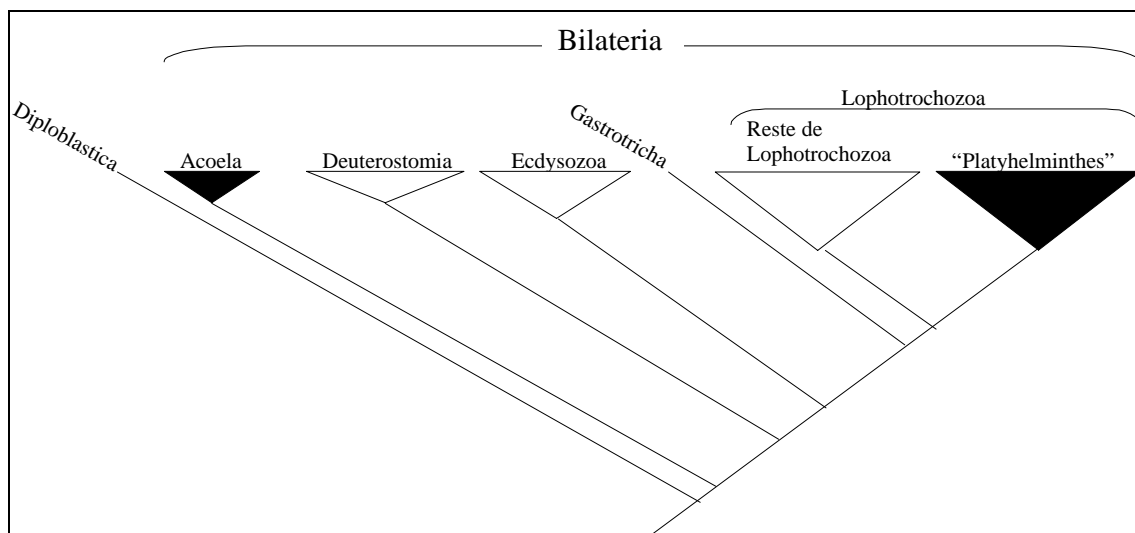 Bilateria
Lophotrochozoa
Diploblastica
Acoela
Deuterostomia
Ecdysozoa
Gastrotricha
Reste de
Lophotrochozoa
“Platyhelminthes”